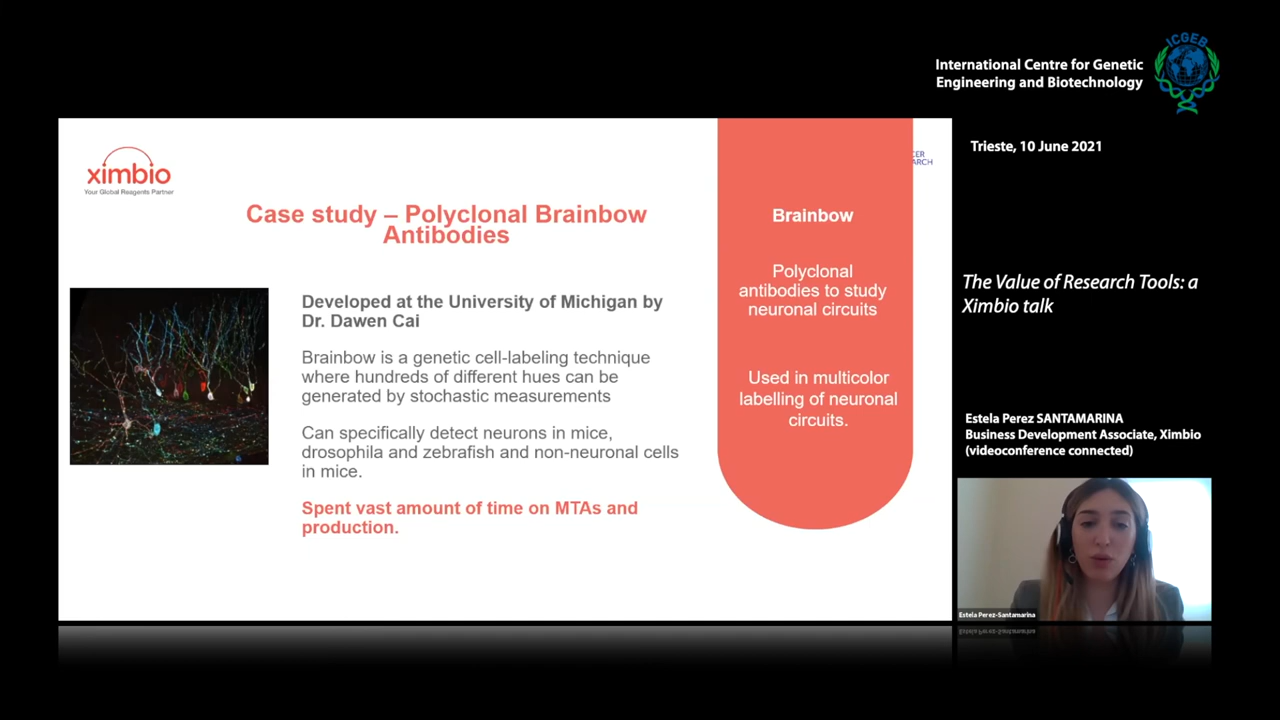 International Centre for Genetic
Engineering and Biotechnology
ICGEB
Trieste, 10 June 2021
ximbio
Your Global Reagents Partner
Case study – Polyclonal Brainbow
Antibodies
Developed at the University of Michigan by
Dr. Dawen Cai
Brainbow is a genetic cell-labeling technique
where hundreds of different hues can be
generated by stochastic measurements
Can specifically detect neurons in mice,
drosophila and zebrafish and non-neuronal cells
in mice.
Spent vast amount of time on MTAs and
production.
Brainbow
Polyclonal
antibodies to study
neuronal circuits
Used in multicolor
labelling of neuronal
circuits.
CER
ARCH
The Value of Research Tools: a
Ximbio talk
Estela Perez SANTAMARINA
Business Development Associate, Ximbio
(videoconference connected)
Estela Perez-Santamarina